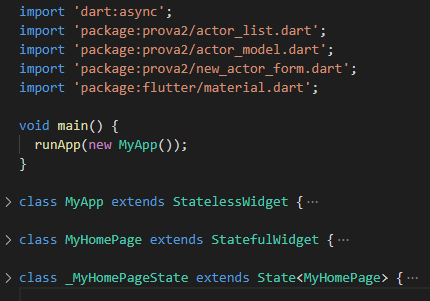 import 'dart:async';
import 'package:prova2/actor_list.dart';
import 'package:prova2/actor_model.dart';
import 'package:prova2/new_actor_form.dart';
import 'package:flutter/material.dart';
void main() {
runApp(new MyApp());
}
class MyApp extends StatelessWidget {···
class MyHomePage extends StatefulWidget {···
class _MyHomePageState extends State<MyHomePage> {···